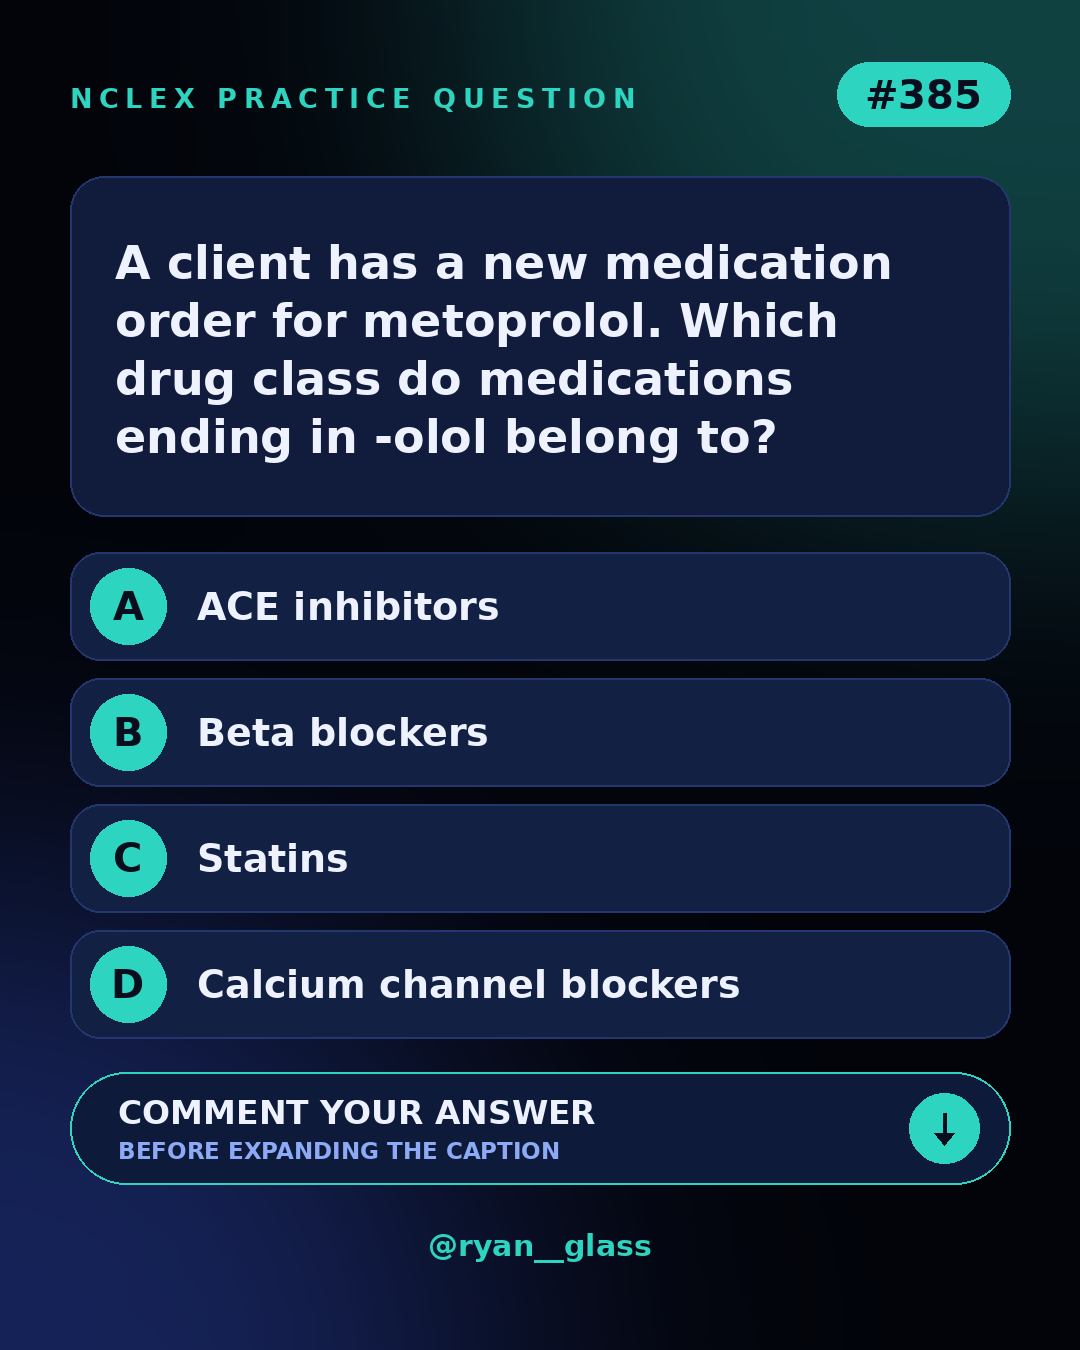 NCLEX PRACTICE QUESTION
#385
A client has a new medication
order for metoprolol. Which
drug class do medications
ending in -olol belong to?
A ACE inhibitors
B Beta blockers
C Statins
D Calcium channel blockers
COMMENT YOUR ANSWER
BEFORE EXPANDING THE CAPTION
@ryan__glass